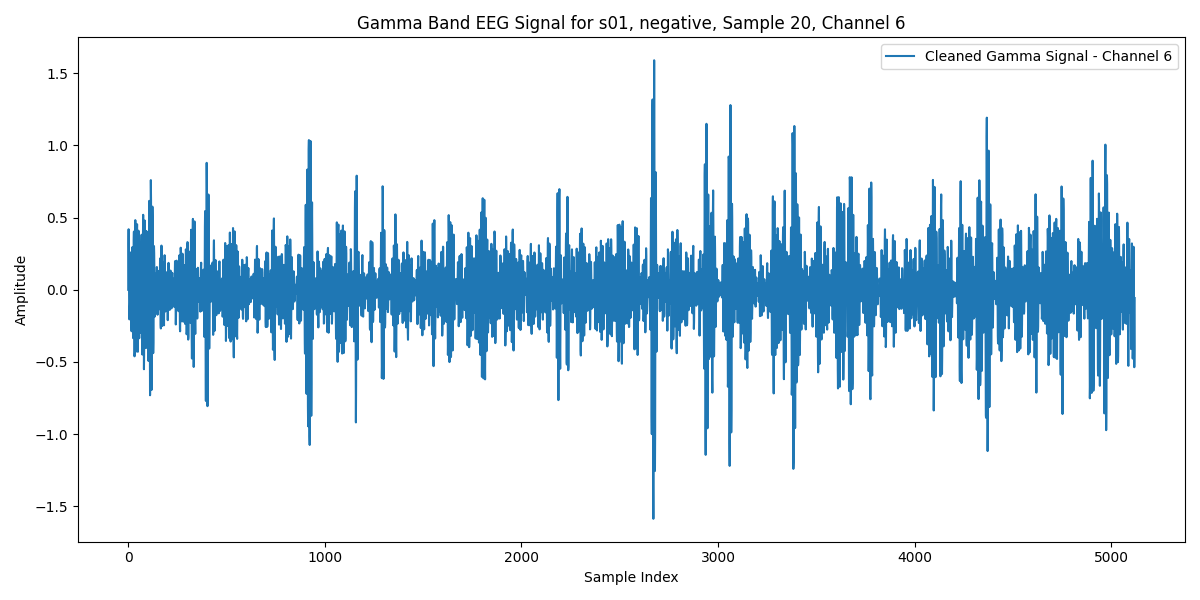 Gamma Band EEG Signal for s01, negative, Sample 20, Channel 6
Cleaned Gamma Signal - Channel 6
1.5
1.0
0.5
0.0
−0.5
−1.0
−1.5
Amplitude
0 1000 2000 3000 4000 5000
Sample Index